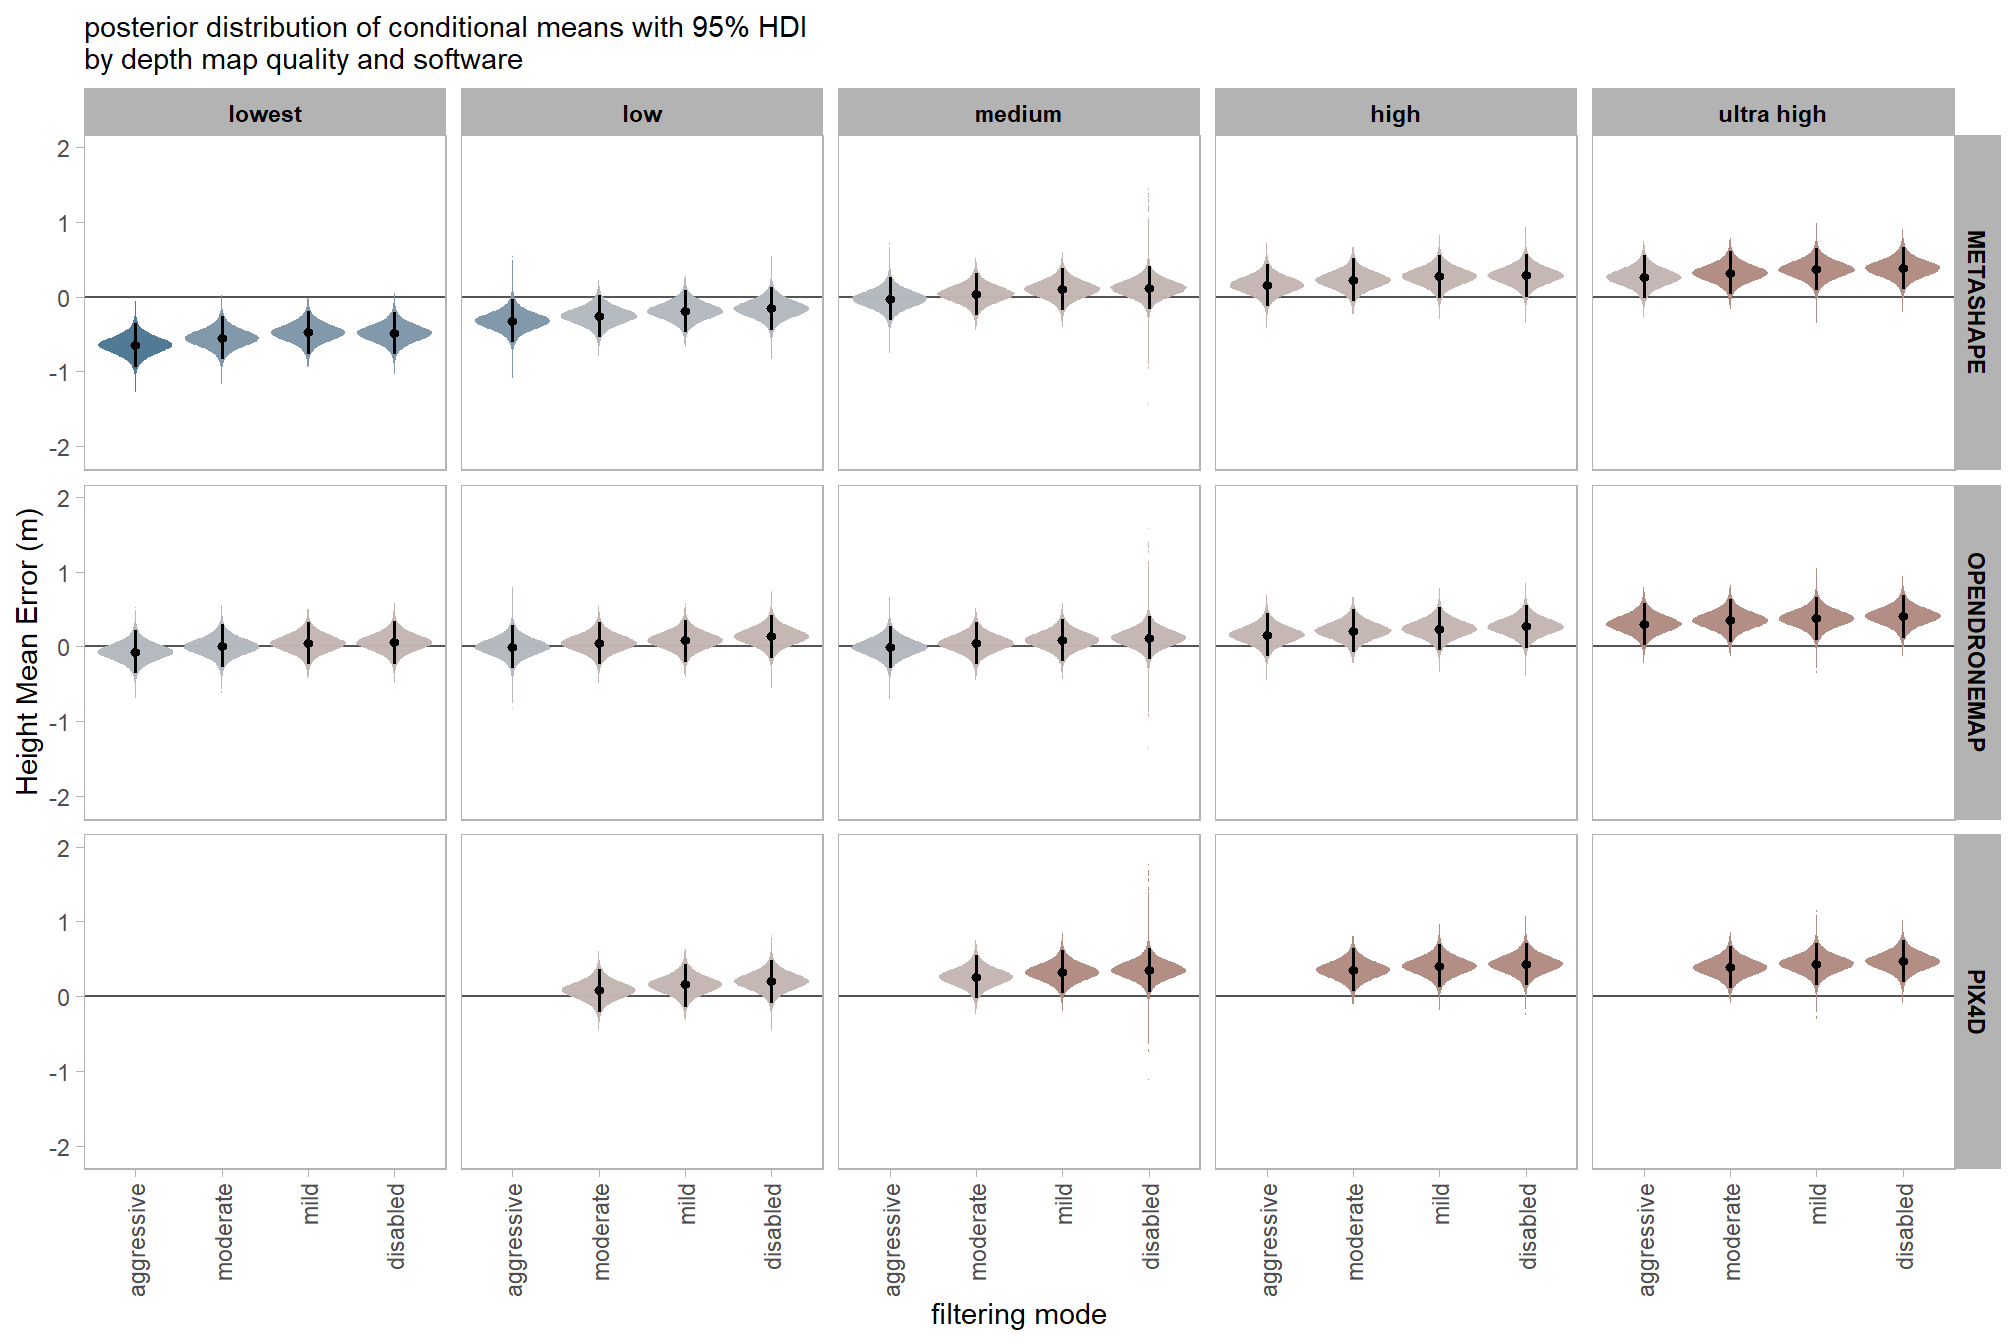 posterior distribution of conditional means with 95% HDI
by depth map quality and software
lowest low medium high ultra high
2
1
0
-1
-2
METASHAPE
2
1
0
-1
-2
OPENDRONEMAP
2
1
0
-1
-2
PIX4D
Height Mean Error (m)
aggressive moderate mild disabled aggressive moderate mild disabled aggressive moderate mild disabled aggressive moderate mild disabled aggressive moderate mild disabled
filtering mode